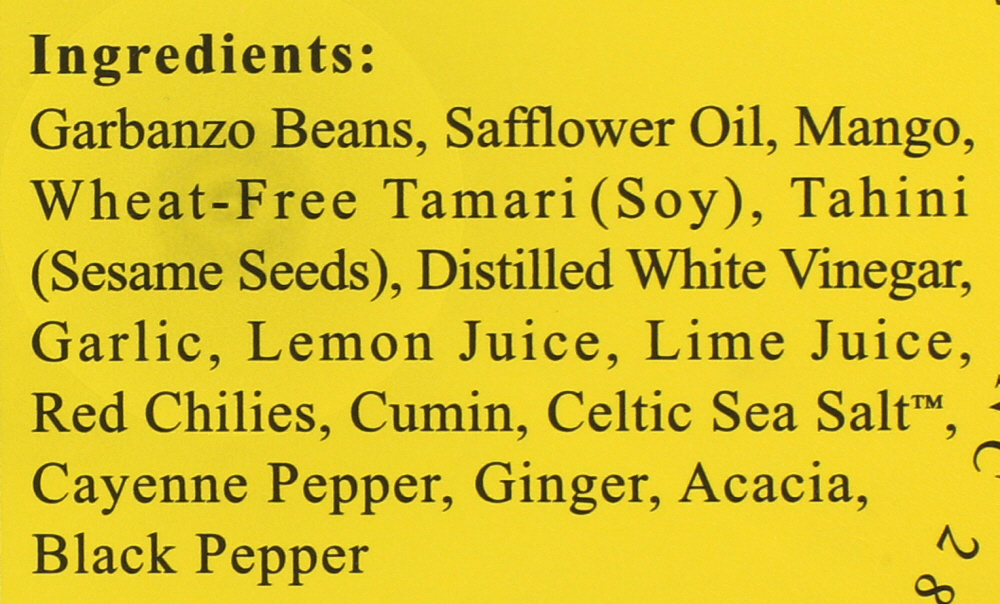 Ingredients:
Garbanzo Beans, Safflower Oil, Mango,
Wheat-Free Tamari (Soy), Tahini
(Sesame Seeds), Distilled White Vinegar,
Garlic, Lemon Juice, Lime Juice,
Red Chilies, Cumin, Celtic Sea Salt™,
Cayenne Pepper, Ginger, Acacia,
Black Pepper
28